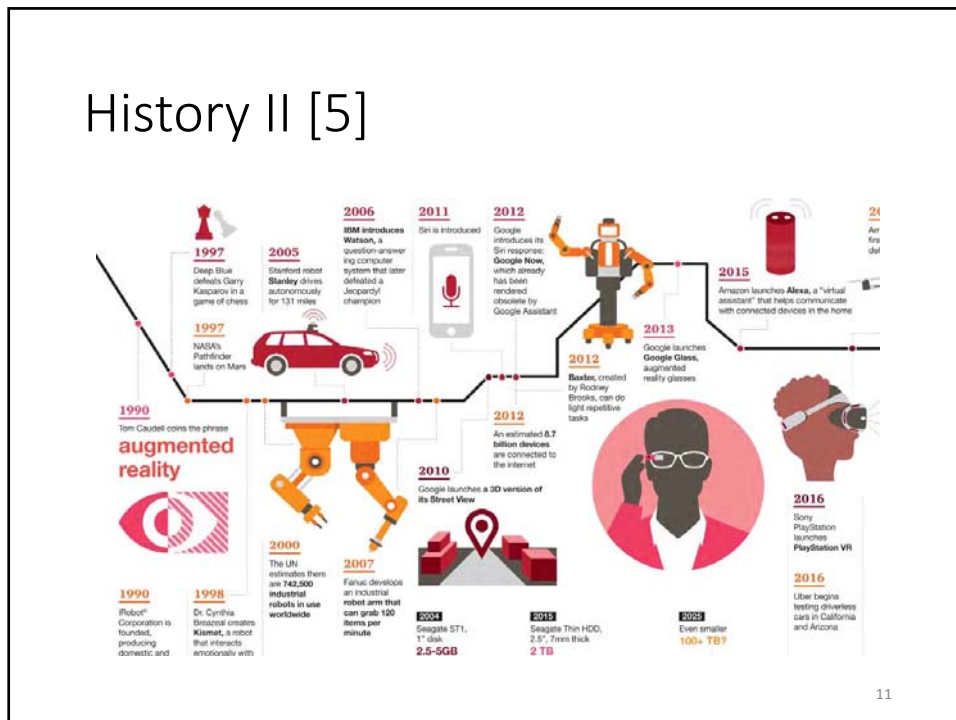 History II [5]
1997
Deep Blue
defeats Garry
Kasparov in a
game of chess
1997
NASA's
Pathfinder
lands on Mars
2005
Stanford robot
Stanley drives
autonomously
for 131 miles
2006
IBM introduces
Watson, a
question-answer
ing computer
system that later
defeated a
Jeopardy!
champion
2011
Siri is introduced
2012
Google
introduces its
Siri response:
Google Now,
which already
has been
rendered
obsolete by
Google Assistant
2012
Baxter, created
by Rodney
Brooks, can do
light repetitive
tasks
2013
Google launches
Google Glass,
augmented
reality glasses
2015
Amazon launches Alexa, a "virtual
assistant" that helps communicate
with connected devices in the home
1990
Tom Caudell coins the phrase
augmented
reality
2012
An estimated 8.7
billion devices
are connected to
the internet
2010
Google launches a 3D version of
its Street View
2016
Sony
PlayStation
launches
PlayStation VR
2016
Uber begins
testing driverless
cars in California
and Arizona
1990
iRobot®
Corporation is
founded,
producing
domestic and
1998
Dr. Cynthia
Breazeal creates
Kismet, a robot
that interacts
emotionally with
2000
The UN
estimates there
are 742,500
industrial
robots in use
worldwide
2007
Fanuc develops
an industrial
robot arm that
can grab 120
items per
minute
2004
Seagate ST1,
1" disk
2.5-5GB
2015
Seagate Thin HDD,
2.5", 7mm thick
2 TB
2025
Even smaller
100+ TB?
11